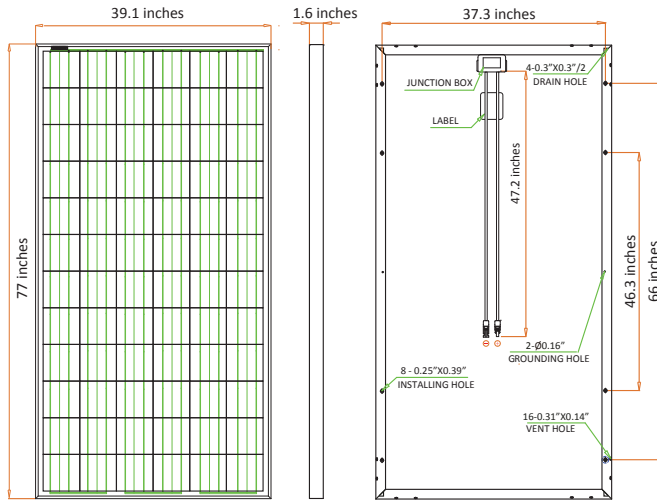 39.1 inches
1.6 inches
37.3 inches
77 inches
JUNCTION BOX
4-0.3”X0.3”/2
DRAIN HOLE
LABEL
47.2 inches
46.3 inches
66 inches
2-Ø0.16”
GROUNDING HOLE
8 - 0.25”X0.39”
INSTALLING HOLE
16-0.31”X0.14”
VENT HOLE